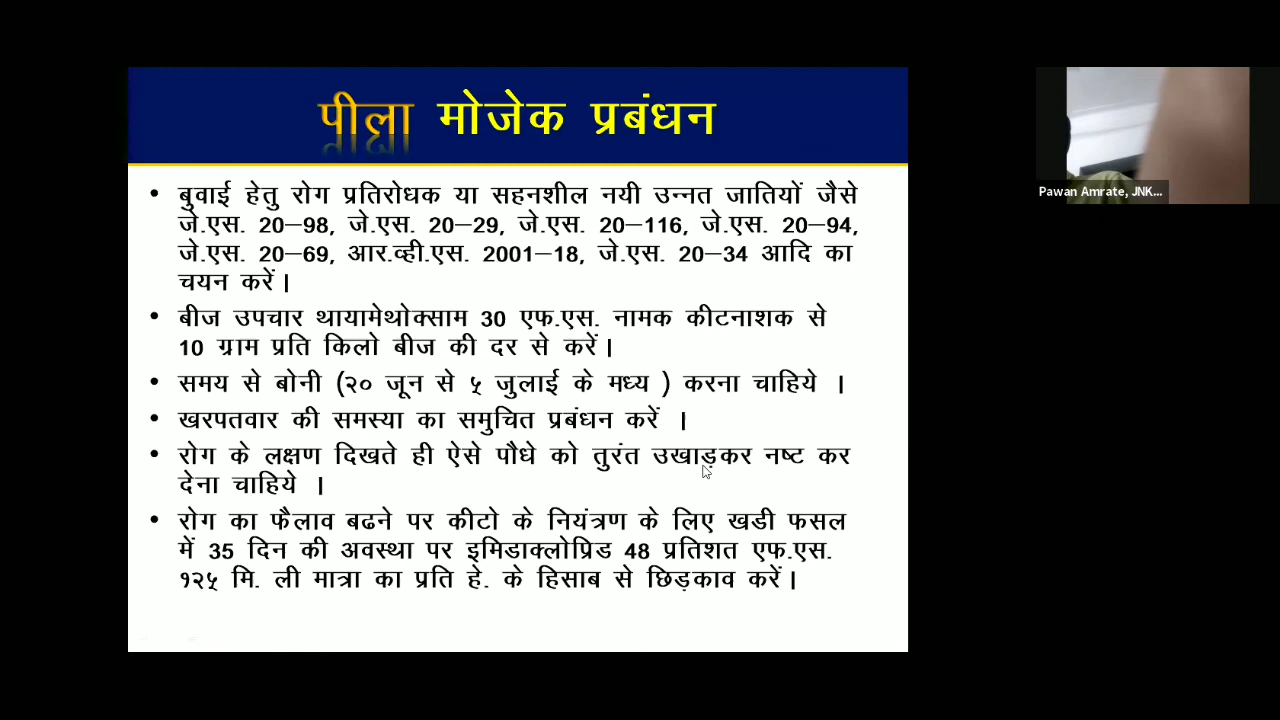 पीला मोजेक प्रबंधन
Pawan Amrate, JNK...
• बुवाई हेतु रोग प्रतिरोधक या सहनशील नयी उन्नत जातियों जैसे
जे.एस. 20–98, जे.एस. 20–29, जे.एस. 20–116, जे.एस. 20–94,
जे.एस. 20–69, आर.व्ही.एस. 2001–18, जे.एस. 20–34 आदि का
चयन करें।
• बीज उपचार थायामेथोक्साम 30 एफ.एस. नामक कीटनाशक से
10 ग्राम प्रति किलो बीज की दर से करें।
• समय से बोनी (२० जून से ५ जुलाई के मध्य ) करना चाहिये ।
• खरपतवार की समस्या का समुचित प्रबंधन करें ।
• रोग के लक्षण दिखते ही ऐसे पौधे को तुरंत उखाड़कर नष्ट कर
देना चाहिये ।
• रोग का फैलाव बढने पर कीटो के नियंत्रण के लिए खडी फसल
में 35 दिन की अवस्था पर इमिडाक्लोप्रिड 48 प्रतिशत एफ.एस.
१२५ मि. ली मात्रा का प्रति हे. के हिसाब से छिड़काव करें।